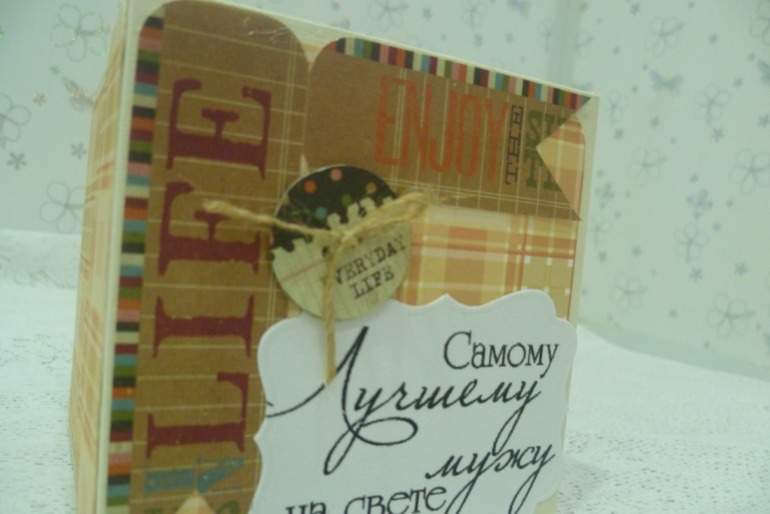 LIFE
ENJOY THE
EVERYDAY
LIFE
Самому
Лучшему
мужу
на свете